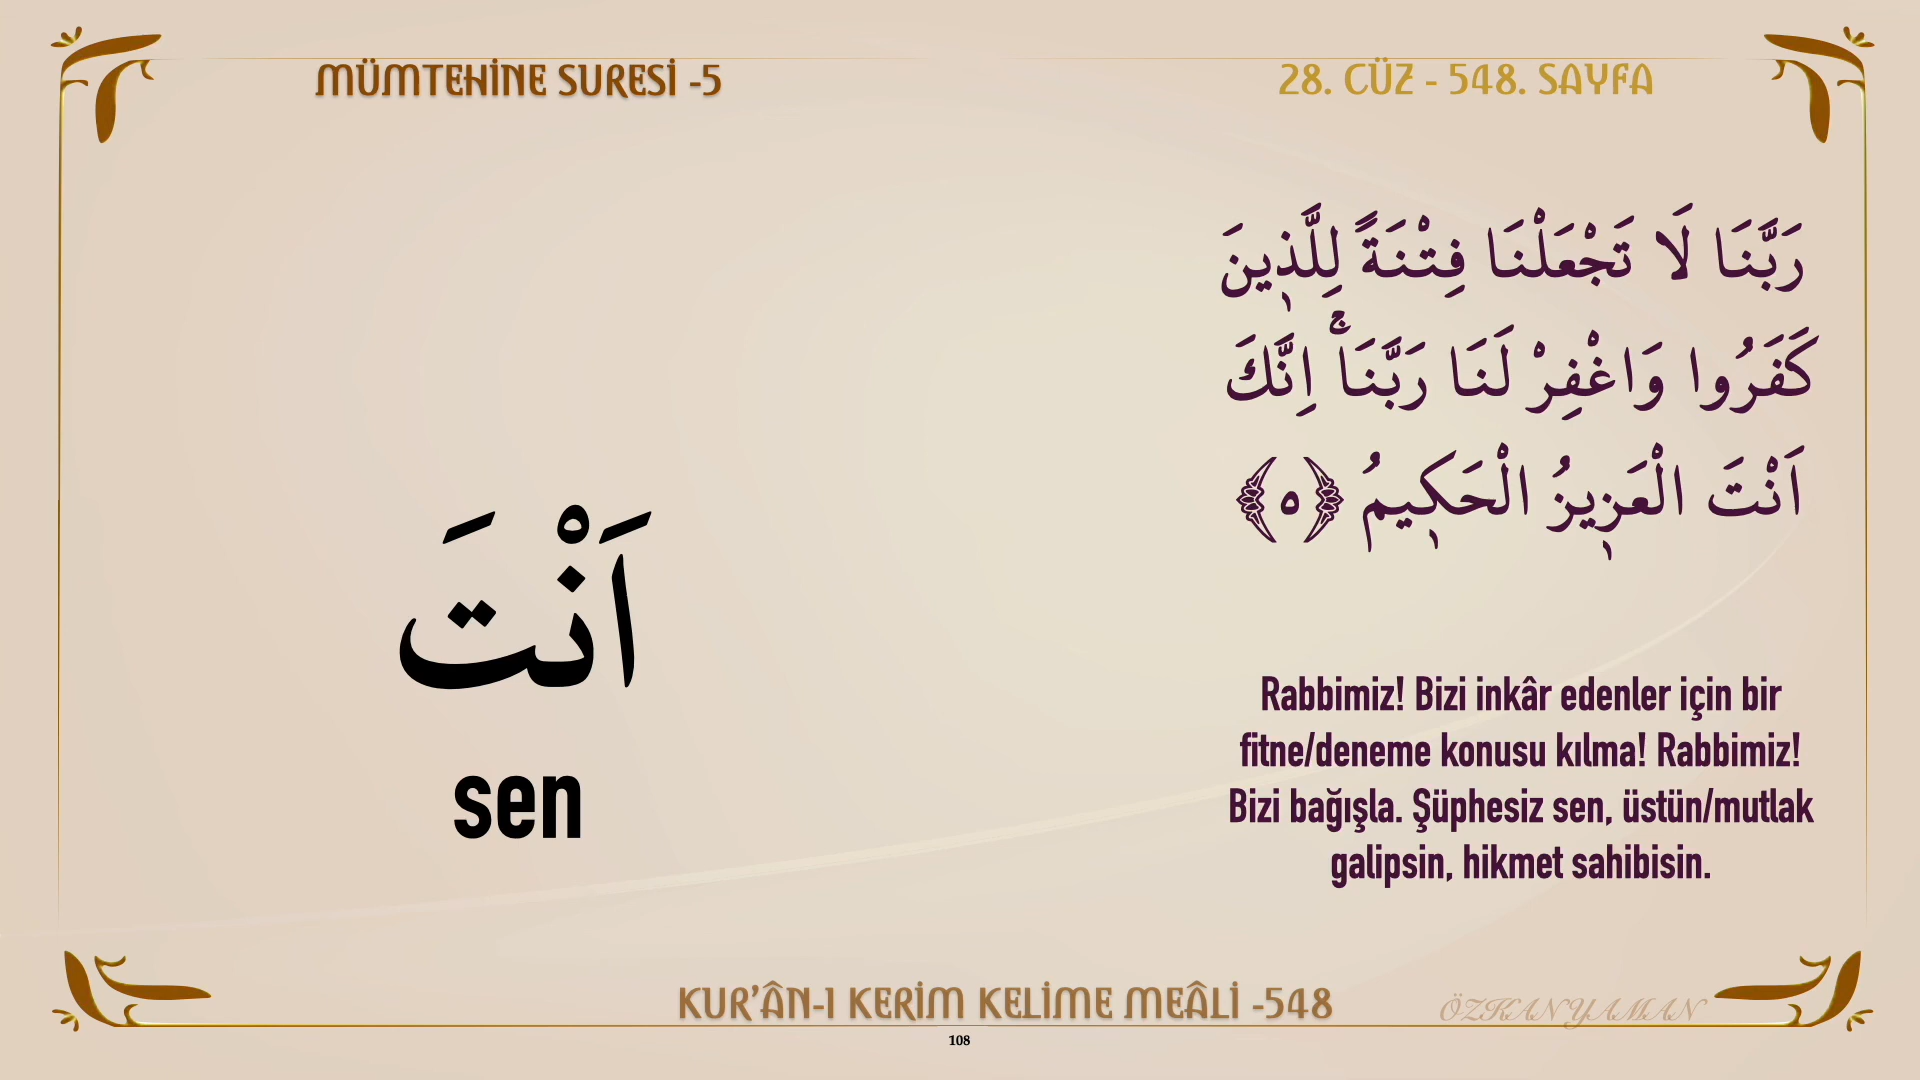 MÜMTEHİNE SURESİ -5
28. CÜZ - 548. SAYFA
رَبَّنَا لَا تَجْعَلْنَا فِتْنَةً لِلَّذ۪ينَ
كَفَرُوا وَاغْفِرْ لَنَا رَبَّنَاۚ اِنَّكَ
اَنْتَ الْعَز۪يزُ الْحَك۪يمُ ﴿٥﴾
اَنْتَ
sen
Rabbimiz! Bizi inkâr edenler için bir
fitne/deneme konusu kılma! Rabbimiz!
Bizi bağışla. Şüphesiz sen, üstün/mutlak
galipsin, hikmet sahibisin.
KUR'ÂN-I KERİM KELİME MEÂLİ -548
ÖZKAN YAMAN
108